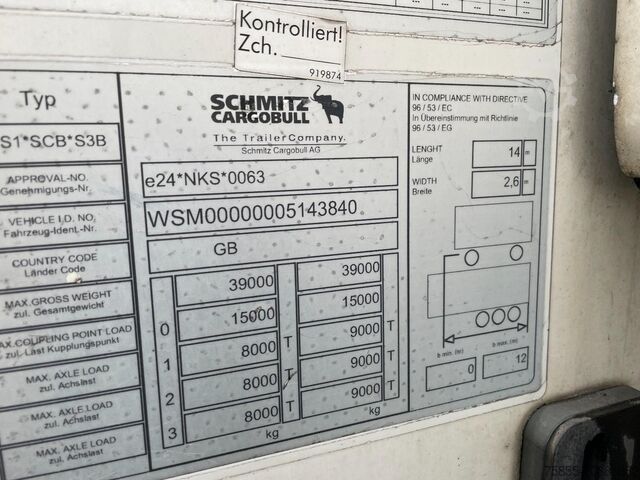 Kontrolliert!
Zch.
919874
Typ
S1*SCB*S3B
APPROVAL-NO.
Genehmigungs-Nr.
VEHICLE I.D. NO.
Fahrzeug-Ident.-Nr.
COUNTRY CODE
Länder Code
MAX.GROSS WEIGHT
zul. Gesamtgewicht
AX.COUPLING POINT LOAD
zul-Last Kupplungspunkt
MAX. AXLE LOAD
zul. Achslast
MAX. AXLE LOAD
zul. Achslast
MAX. AXLE LOAD
zul. Achslast
SCHMITZ
CARGOBULL
The TrailerCompany.
Schmitz Cargobull AG
e24*NKS*0063
WSM00000005143840
GB
39000 39000
0 15000 15000
1 8000 T 9000 T
2 8000 T 9000 T
3 8000 T 9000 T
kg kg
IN COMPLIANCE WITH DIRECTIVE
96 / 53 / EC
In Übereinstimmung mit Richtlinie
96 / 53 / EG
LENGHT
Länge
14 m
WIDTH
Breite
2,6 m
b min. (m) b max. (m)
0 12